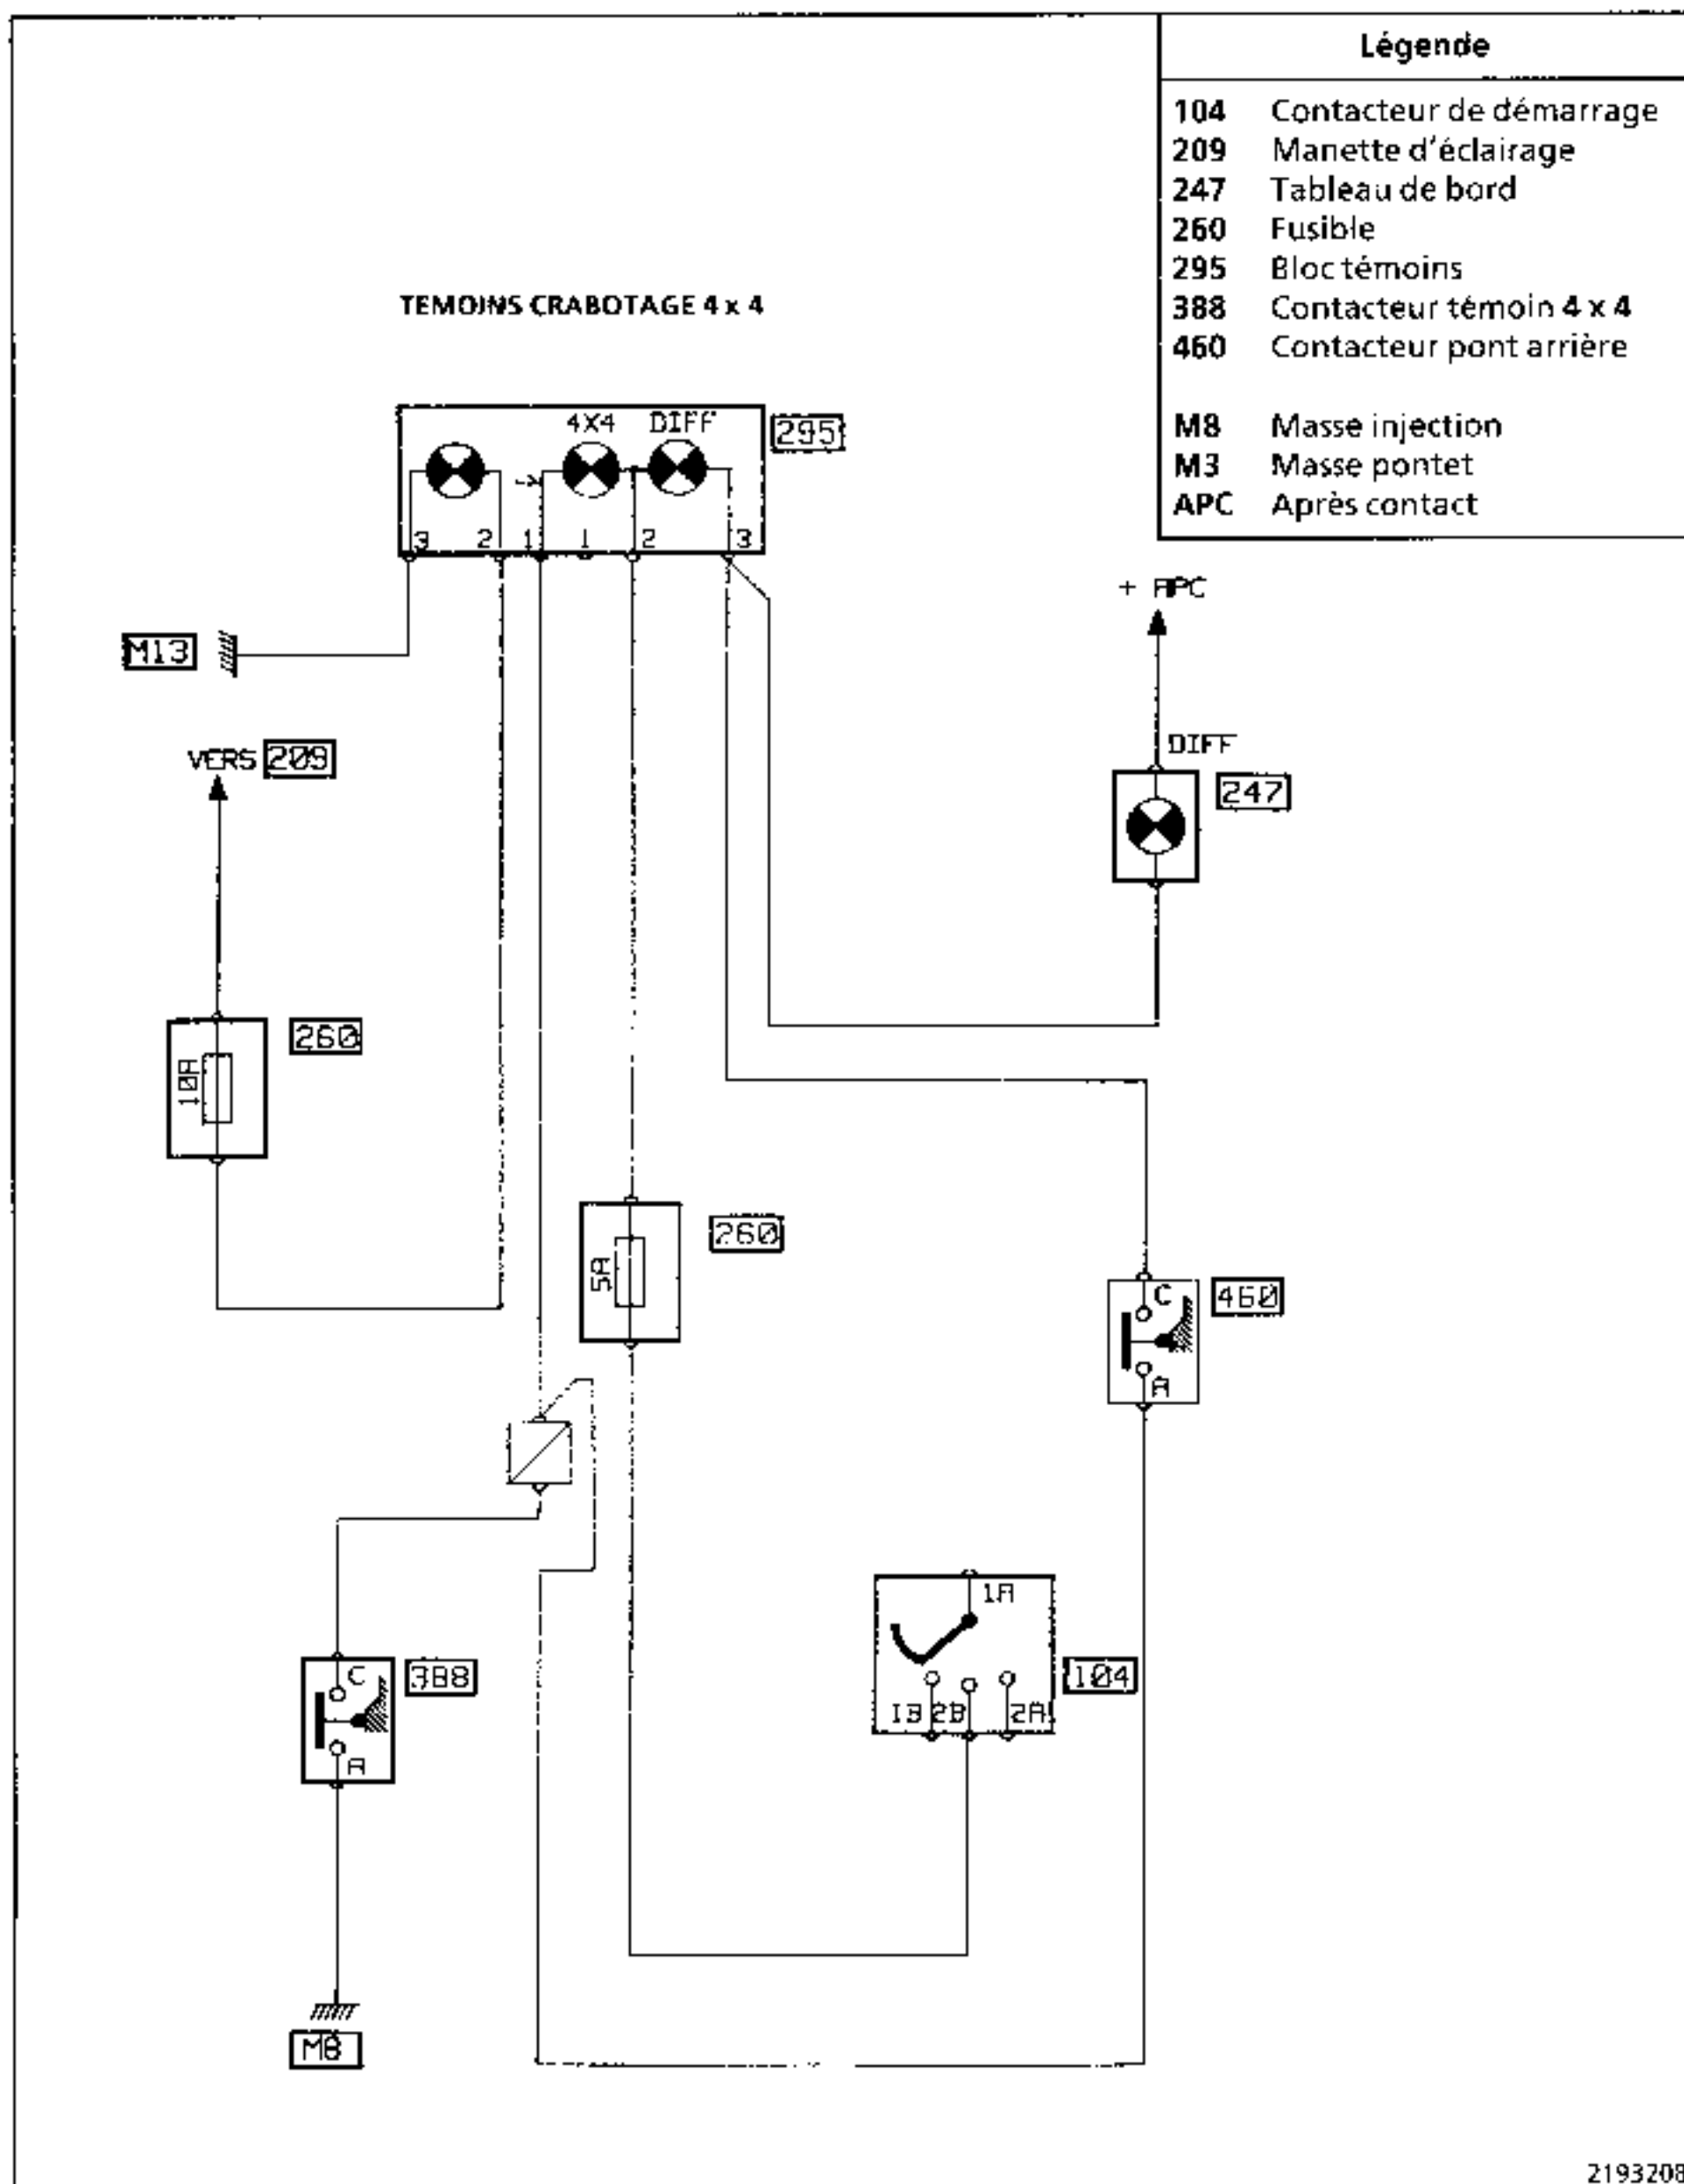 Légende
104 Contacteur de démarrage
209 Manette d'éclairage
247 Tableau de bord
260 Fusible
295 Bloc témoins
388 Contacteur témoin 4 x 4
460 Contacteur pont arrière
M8 Masse injection
M3 Masse pontet
APC Après contact
TEMOINS CRABOTAGE 4 x 4
4X4 DIFF 295
3 2 1 1 2 3
+ APC
M13
VERS 209
DIFF
247
260
10A
260
5A
C 460
A
1A
C 388
104
1B 2B 2A
A
M8
2193208